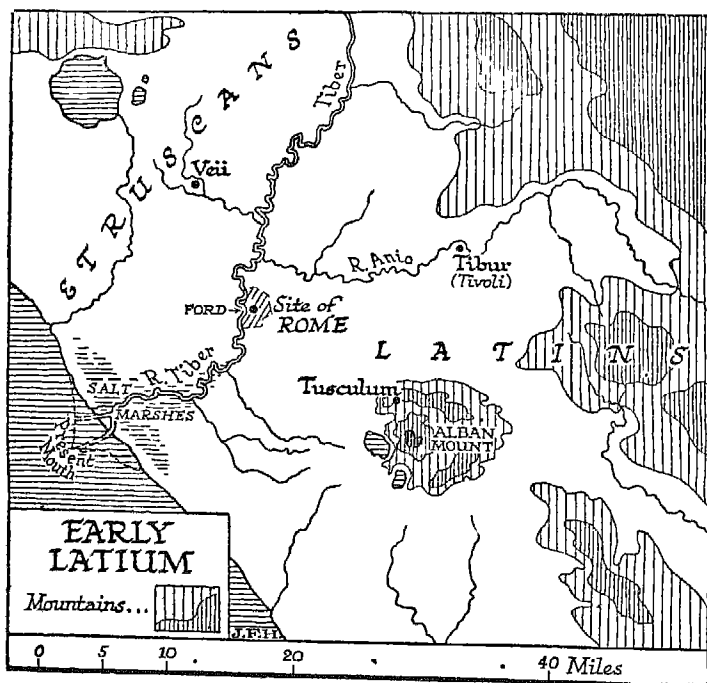 ETRUSCANS
Tiber
Veii
R. Anio
Tibur
(Tivoli)
FORD
Site of
ROME
LATINS
R. Tiber
SALT
MARSHES
Tusculum
ALBAN
MOUNT
Present
Mouth
EARLY
LATIUM
Mountains...
J.F.H.
0 5 10 20 40 Miles